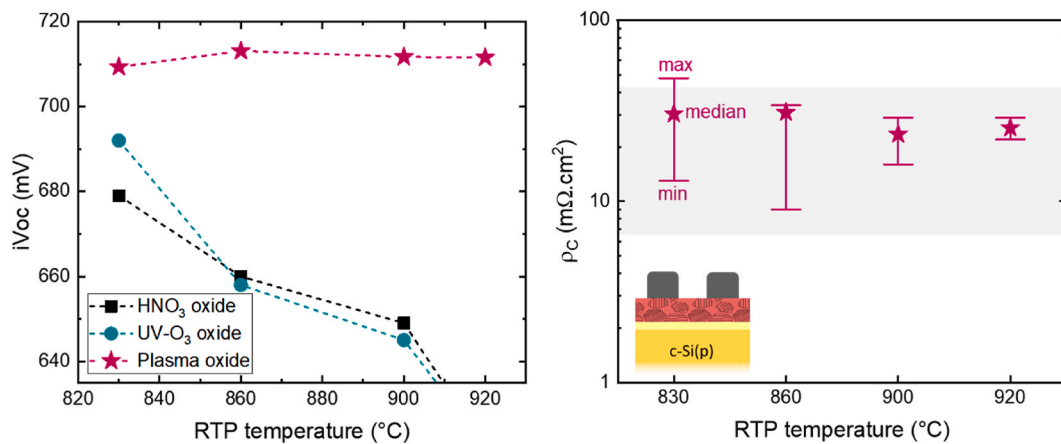 720
700
680
660
640
iVoc (mV)
HNO₃ oxide
UV-O₃ oxide
Plasma oxide
820
840
860
880
900
920
RTP temperature (°C)
100
10
1
ρC (mΩ.cm²)
max
median
min
c-Si(p)
830
860
900
920
RTP temperature (°C)